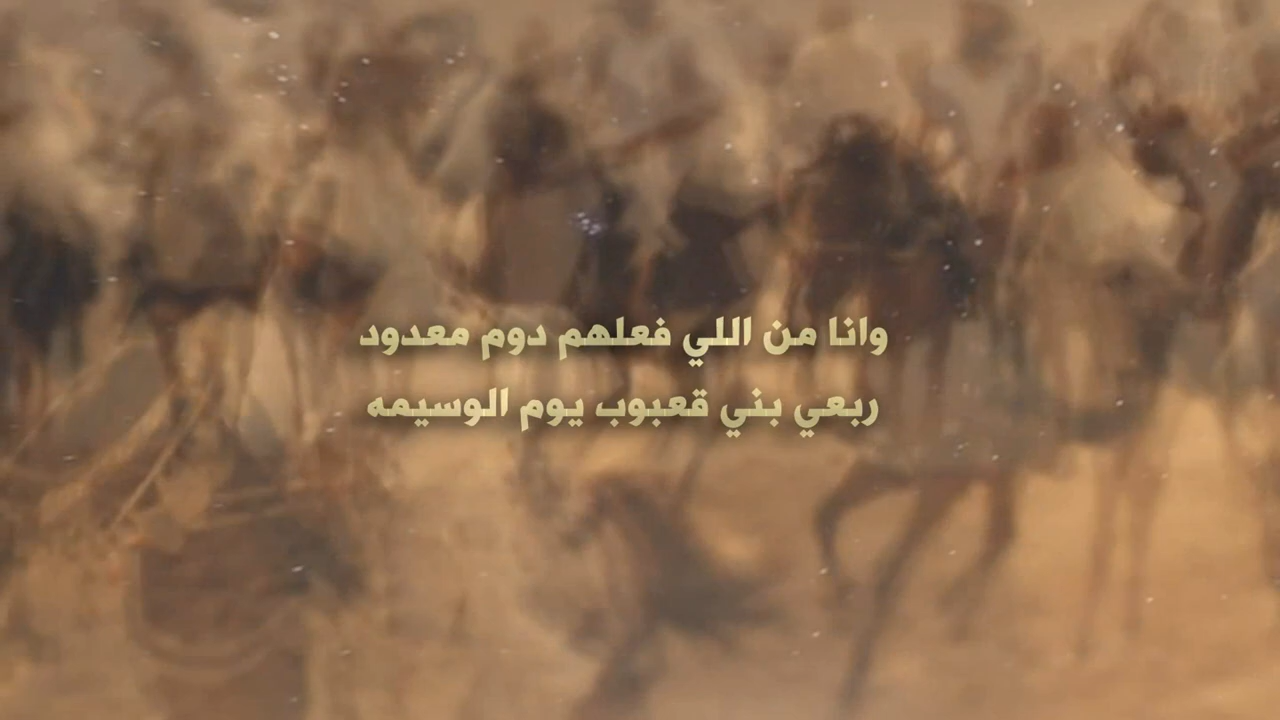 وانا من اللي فعلهم دوم معدود
ربعي بني قعبوب يوم الوسيمه